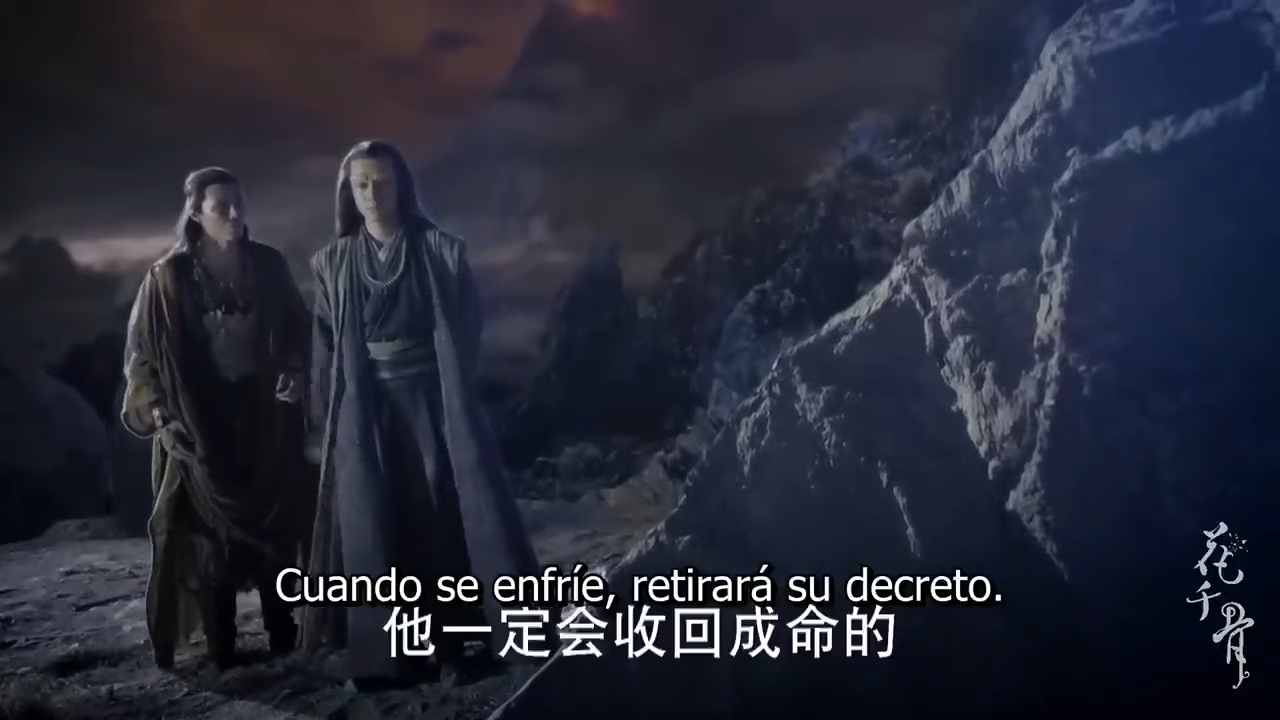 Cuando se enfríe, retirará su decreto.
他一定会收回成命的
花千骨